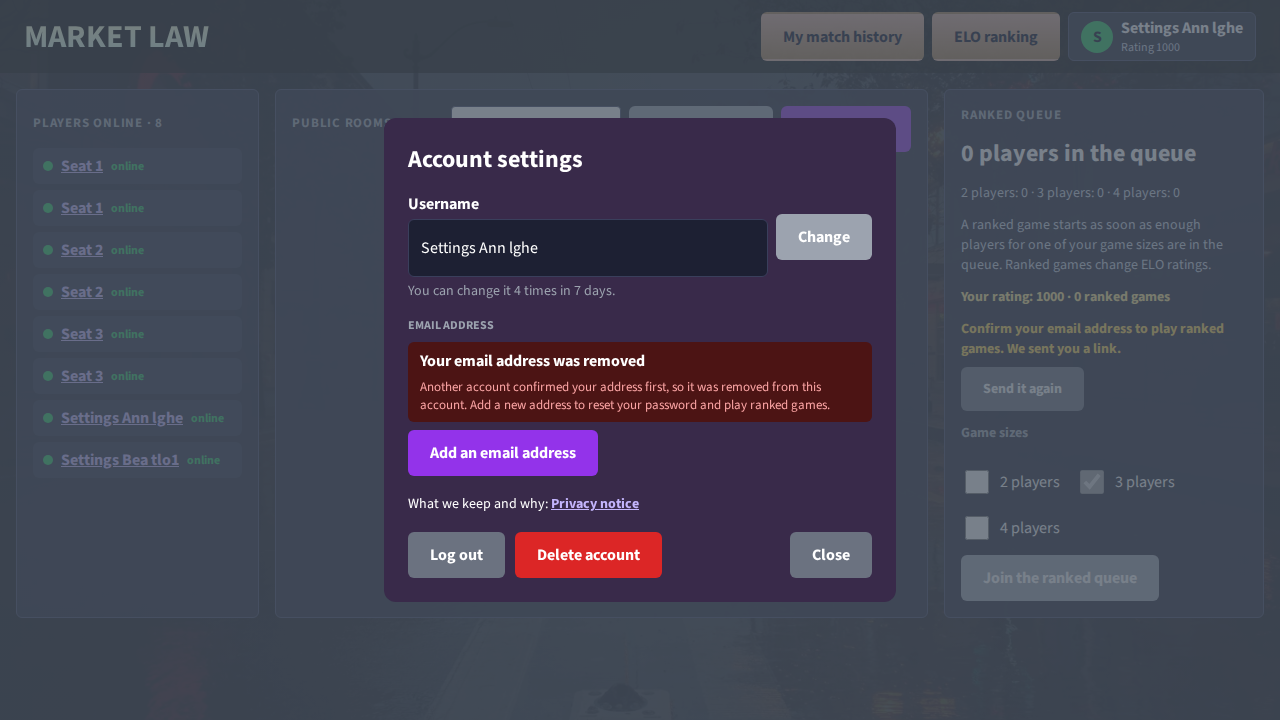 MARKET LAW
My match history
ELO ranking
S
Settings Ann lghe
Rating 1000
PLAYERS ONLINE · 8
Seat 1 online
Seat 1 online
Seat 2 online
Seat 2 online
Seat 3 online
Seat 3 online
Settings Ann lghe online
Settings Bea tlo1 online
PUBLIC ROOMS
Account settings
Username
Settings Ann lghe
Change
You can change it 4 times in 7 days.
EMAIL ADDRESS
Your email address was removed
Another account confirmed your address first, so it was removed from this
account. Add a new address to reset your password and play ranked games.
Add an email address
What we keep and why: Privacy notice
Log out
Delete account
Close
RANKED QUEUE
0 players in the queue
2 players: 0 · 3 players: 0 · 4 players: 0
A ranked game starts as soon as enough
players for one of your game sizes are in the
queue. Ranked games change ELO ratings.
Your rating: 1000 · 0 ranked games
Confirm your email address to play ranked
games. We sent you a link.
Send it again
Game sizes
2 players
3 players
4 players
Join the ranked queue